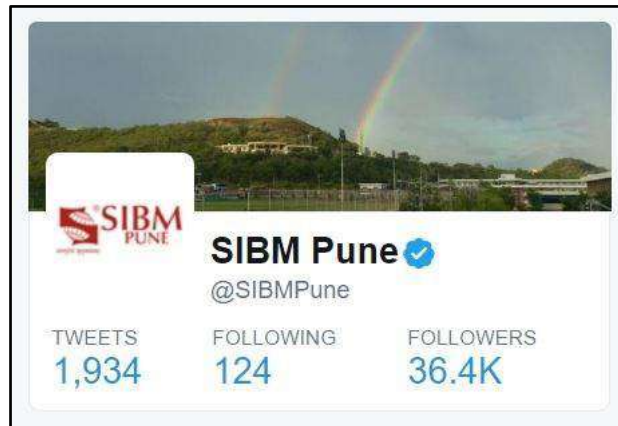 SIBM
PUNE
SIBM Pune
@SIBMPune
TWEETS FOLLOWING FOLLOWERS
1,934 124 36.4K